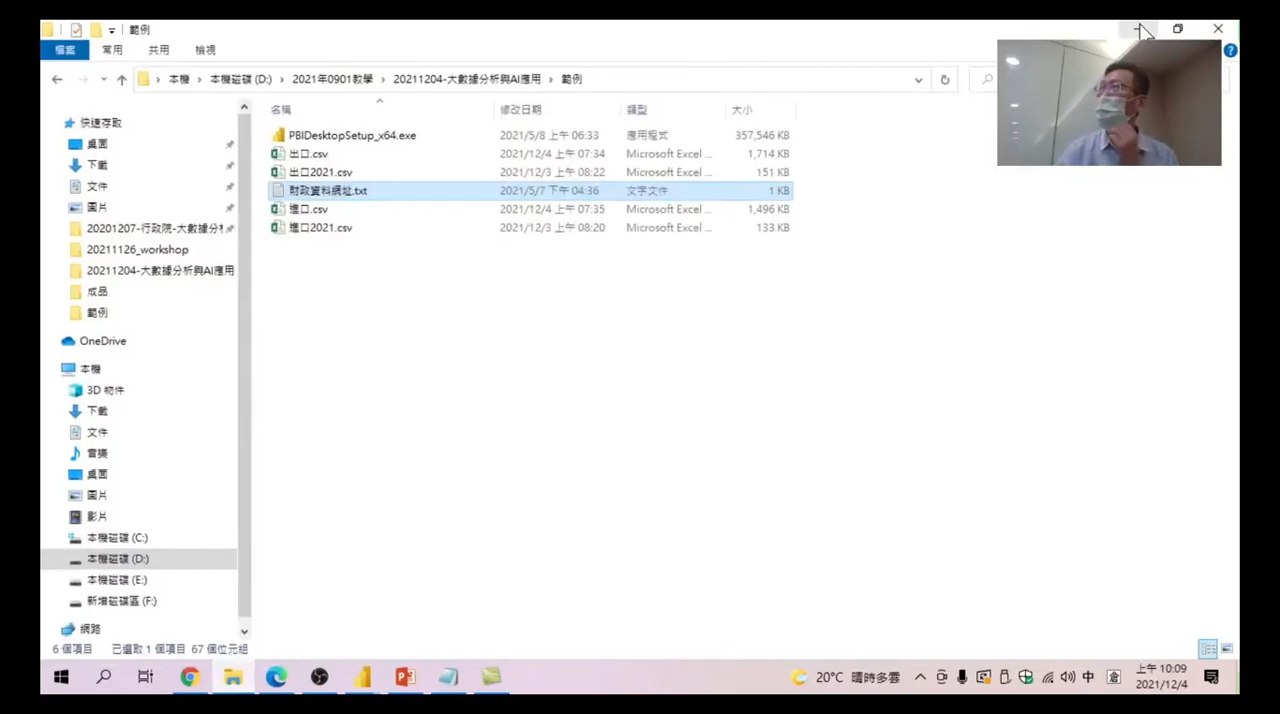 範例
檔案 常用 共用 檢視
本機 本機磁碟 (D:) 2021年0901教學 20211204-大數據分析與AI應用 範例
名稱 修改日期 類型 大小
PBIDesktopSetup_x64.exe 2021/5/8 上午 06:33 應用程式 357,546 KB
出口.csv 2021/12/4 上午 07:34 Microsoft Excel ... 1,714 KB
出口2021.csv 2021/12/3 上午 08:22 Microsoft Excel ... 151 KB
財政資料網址.txt 2021/5/7 下午 04:36 文字文件 1 KB
進口.csv 2021/12/4 上午 07:35 Microsoft Excel ... 1,496 KB
進口2021.csv 2021/12/3 上午 08:20 Microsoft Excel ... 133 KB
快速存取
桌面
下載
文件
圖片
20201207-行政院-大數據分析
20211126_workshop
20211204-大數據分析與AI應用
成品
範例
OneDrive
本機
3D 物件
下載
文件
音樂
桌面
圖片
影片
本機磁碟 (C:)
本機磁碟 (D:)
本機磁碟 (E:)
新增磁碟區 (F:)
網路
6 個項目 已選取 1 個項目 67 個位元組
20°C 晴時多雲 中 倉 上午 10:09
2021/12/4